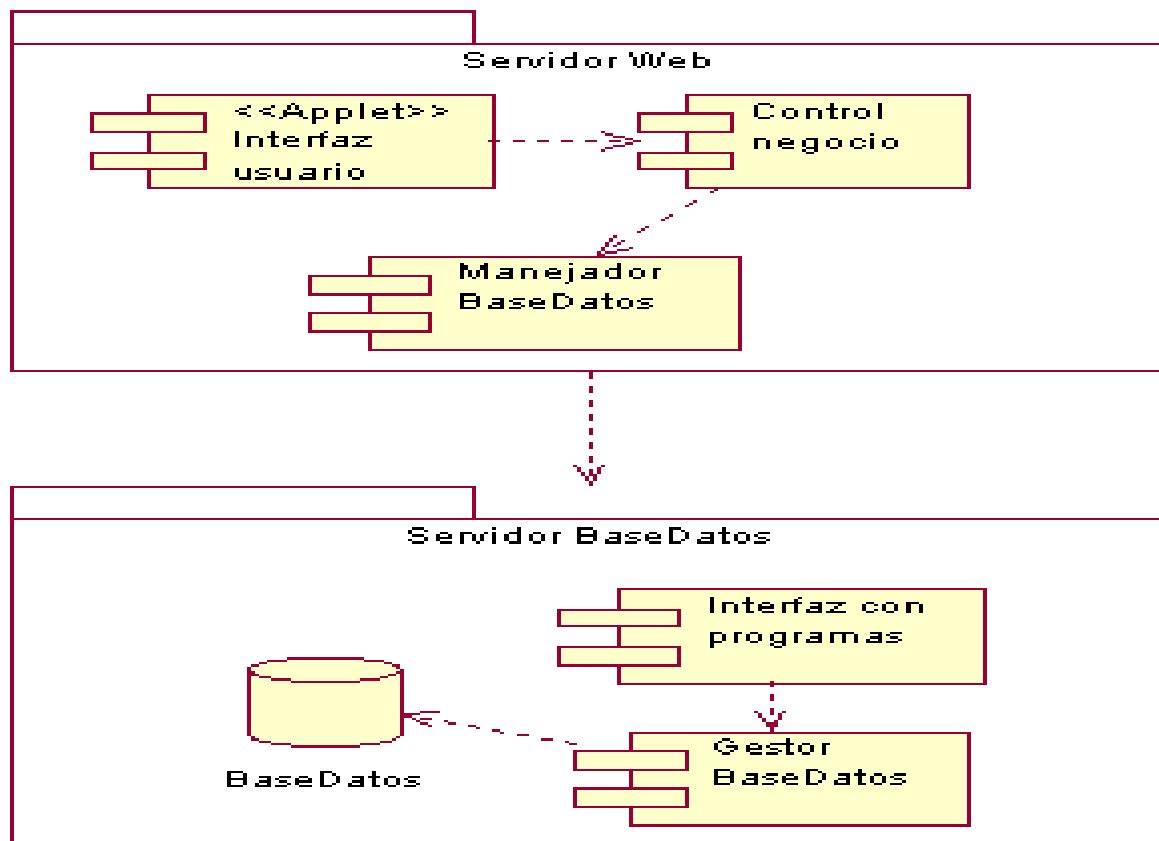 Servidor Web
<<Applet>>
Interfaz
usuario
Control
negocio
Manejador
BaseDatos
Servidor BaseDatos
Interfaz con
programas
Gestor
BaseDatos
BaseDatos